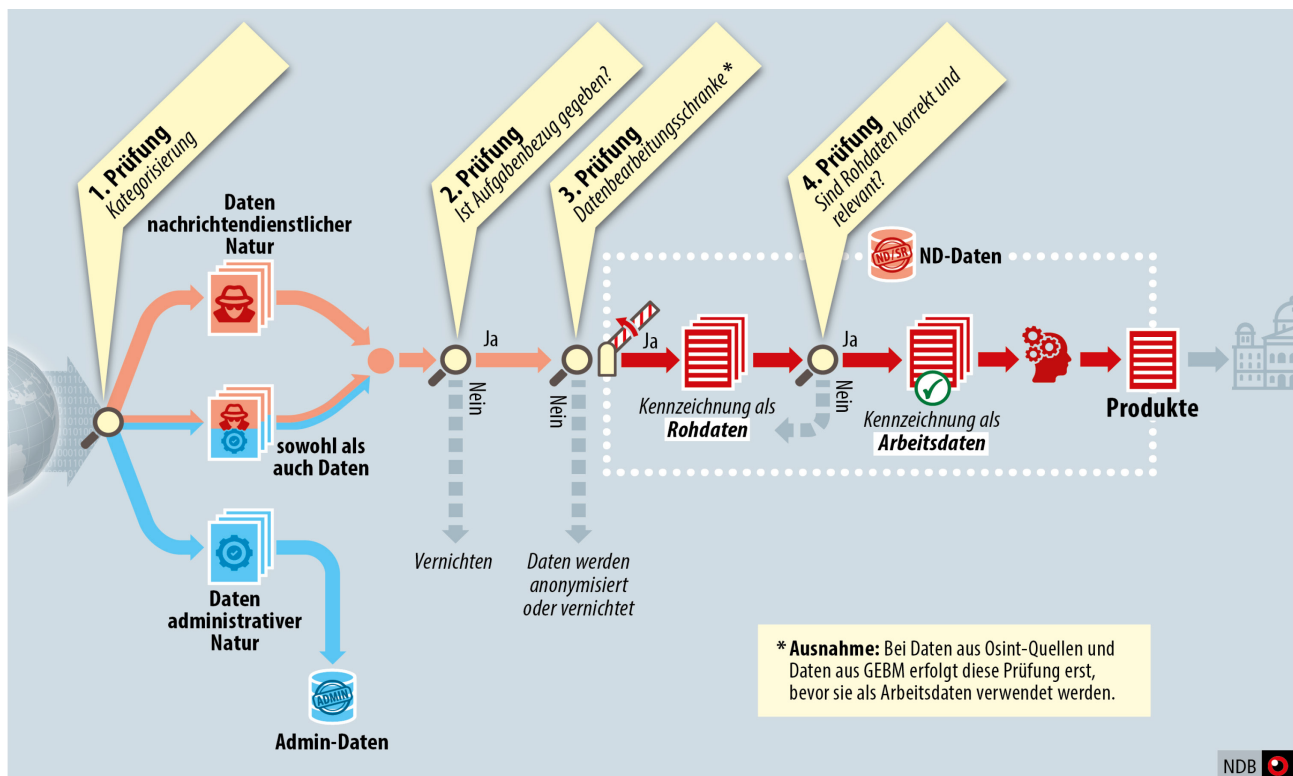 1. Prüfung
Kategorisierung
2. Prüfung
Ist Aufgabenbezug gegeben?
3. Prüfung
Datenbearbeitungsschranke*
4. Prüfung
Sind Rohdaten korrekt und
relevant?
Daten
nachrichtendienstlicher
Natur
sowohl als
auch Daten
Daten
administrativer
Natur
ADMIN
Admin-Daten
Ja
Nein
Vernichten
Nein
Daten werden
anonymisiert
oder vernichtet
Ja
Kennzeichnung als
Rohdaten
Ja
Nein
Kennzeichnung als
Arbeitsdaten
ND/SR
ND-Daten
Produkte
* Ausnahme: Bei Daten aus Osint-Quellen und
Daten aus GEBM erfolgt diese Prüfung erst,
bevor sie als Arbeitsdaten verwendet werden.
NDB